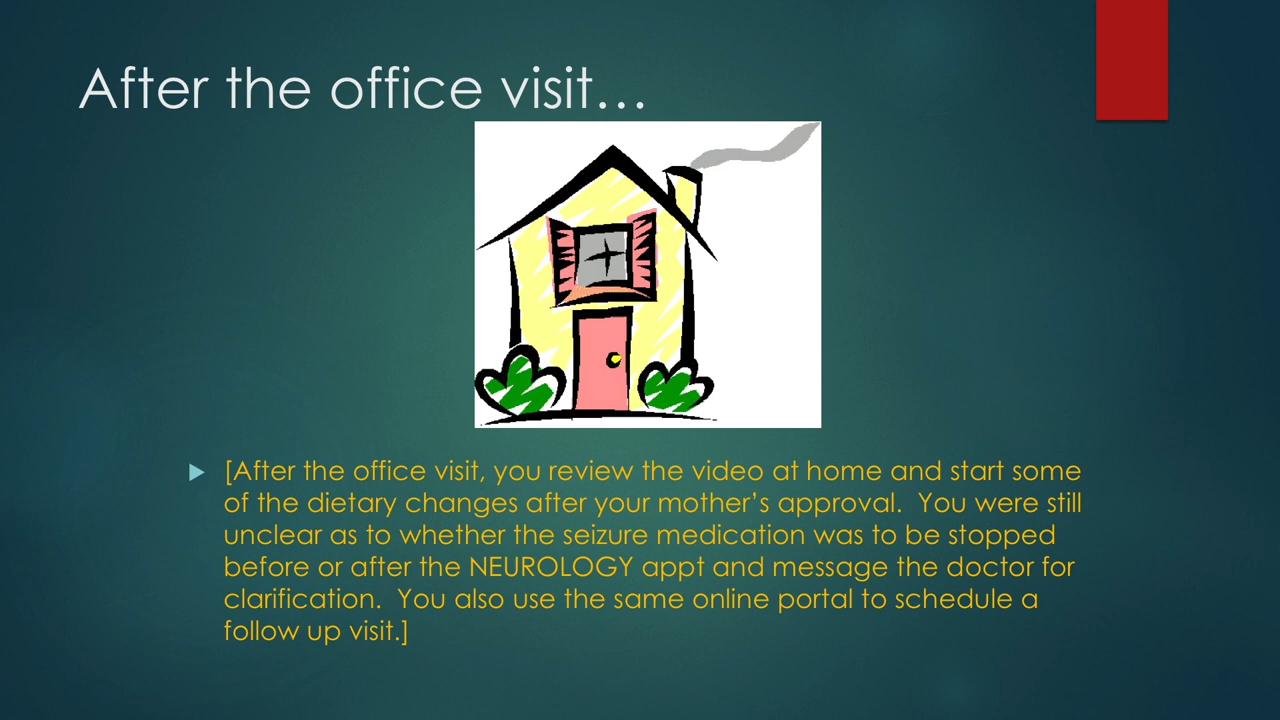 After the office visit…
[After the office visit, you review the video at home and start some
of the dietary changes after your mother’s approval.  You were still
unclear as to whether the seizure medication was to be stopped
before or after the NEUROLOGY appt and message the doctor for
clarification.  You also use the same online portal to schedule a
follow up visit.]